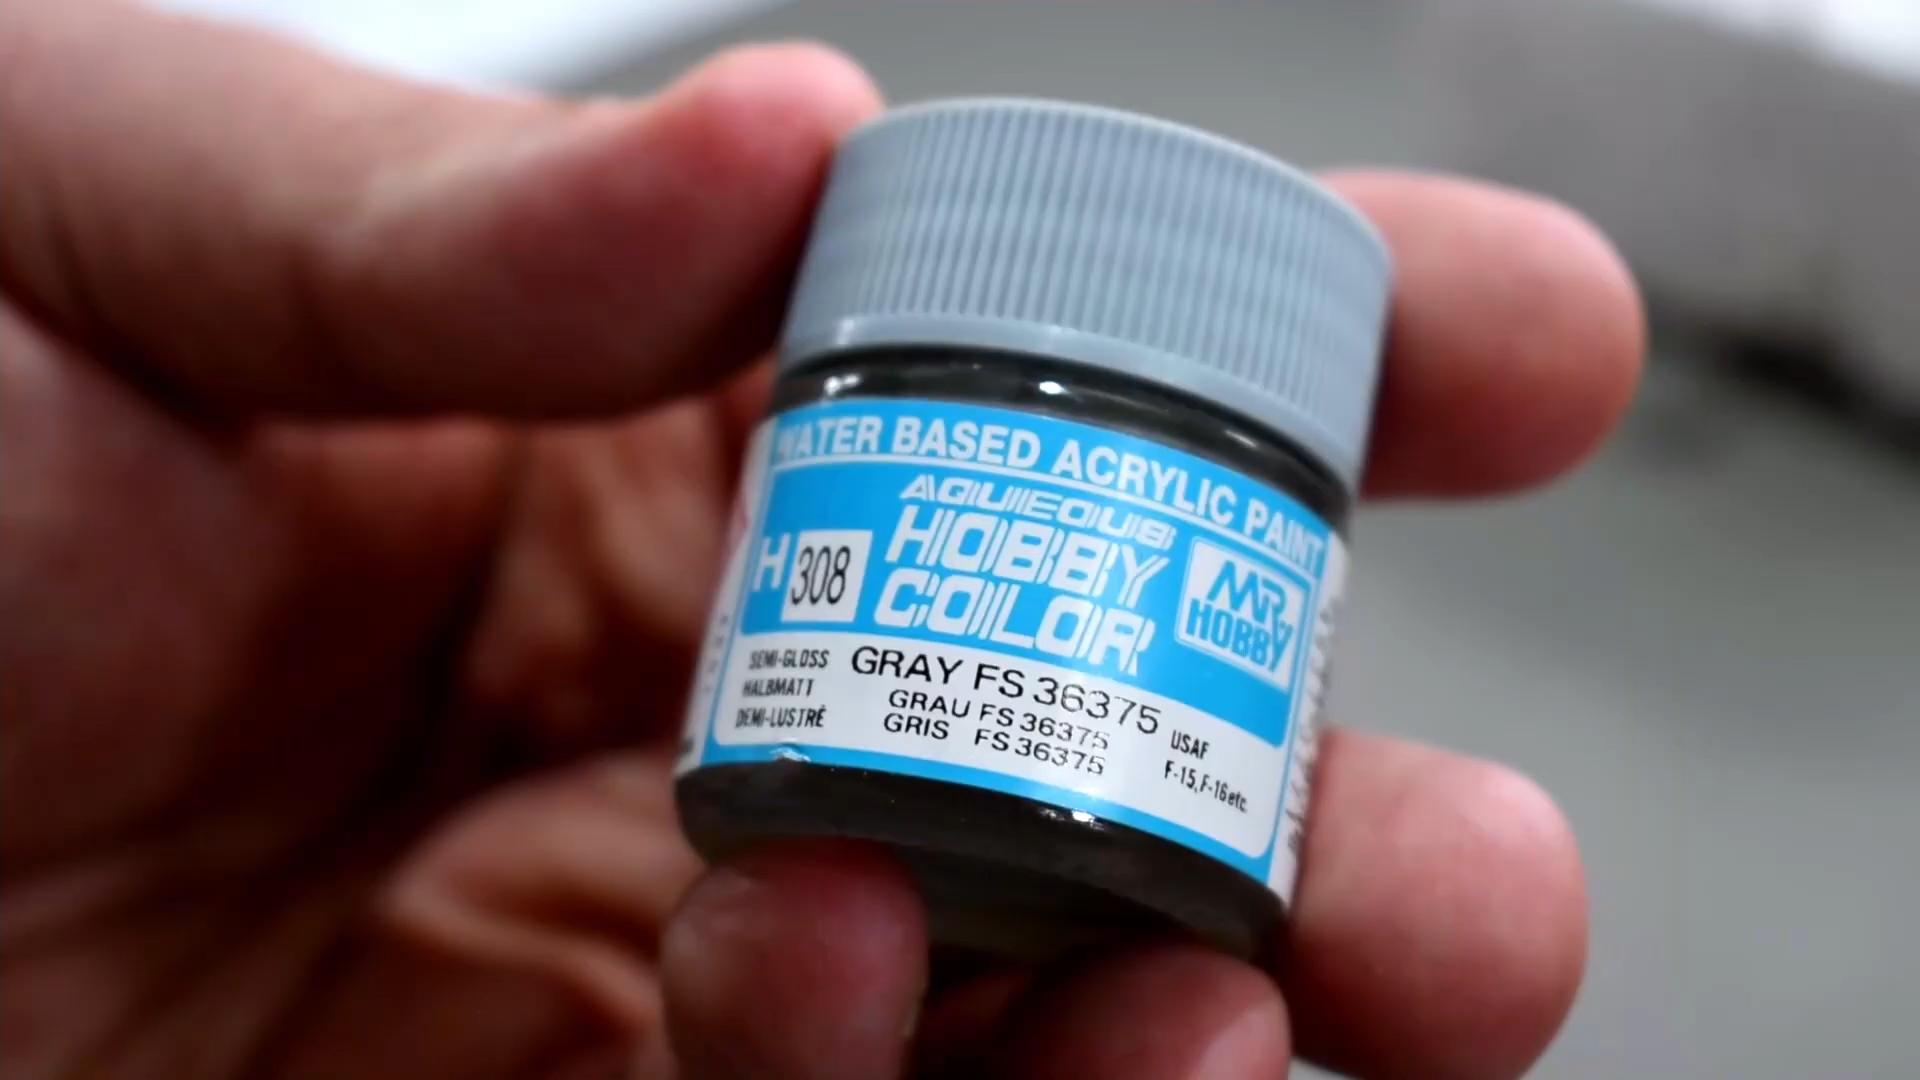 WATER BASED ACRYLIC PAINT
AQUEOUS
HOBBY
COLOR
H 308
MR
HOBBY
SEMI-GLOSS
HALBMATT
DEMI-LUSTRÉ
GRAY FS 36375
GRAU FS 36375
GRIS FS 36375
USAF
F-15, F-16 etc.